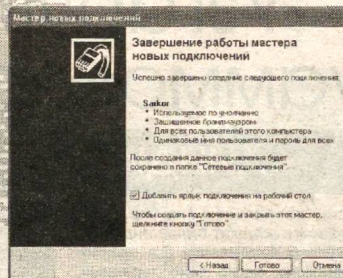 Мастер новых подключений
Завершение работы мастера
новых подключений
Успешно завершено создание следующего подключения:
Sarkor
* Используемое по умолчанию
* Защищенное брандмауэром
* Для всех пользователей этого компьютера
* Одинаковые имя пользователя и пароль для всех
После создания данное подключение будет
сохранено в папке "Сетевые подключения".
Добавить ярлык подключения на рабочий стол
Чтобы создать подключение и закрыть этот мастер,
щелкните кнопку "Готово".
< Назад
Готово
Отмена